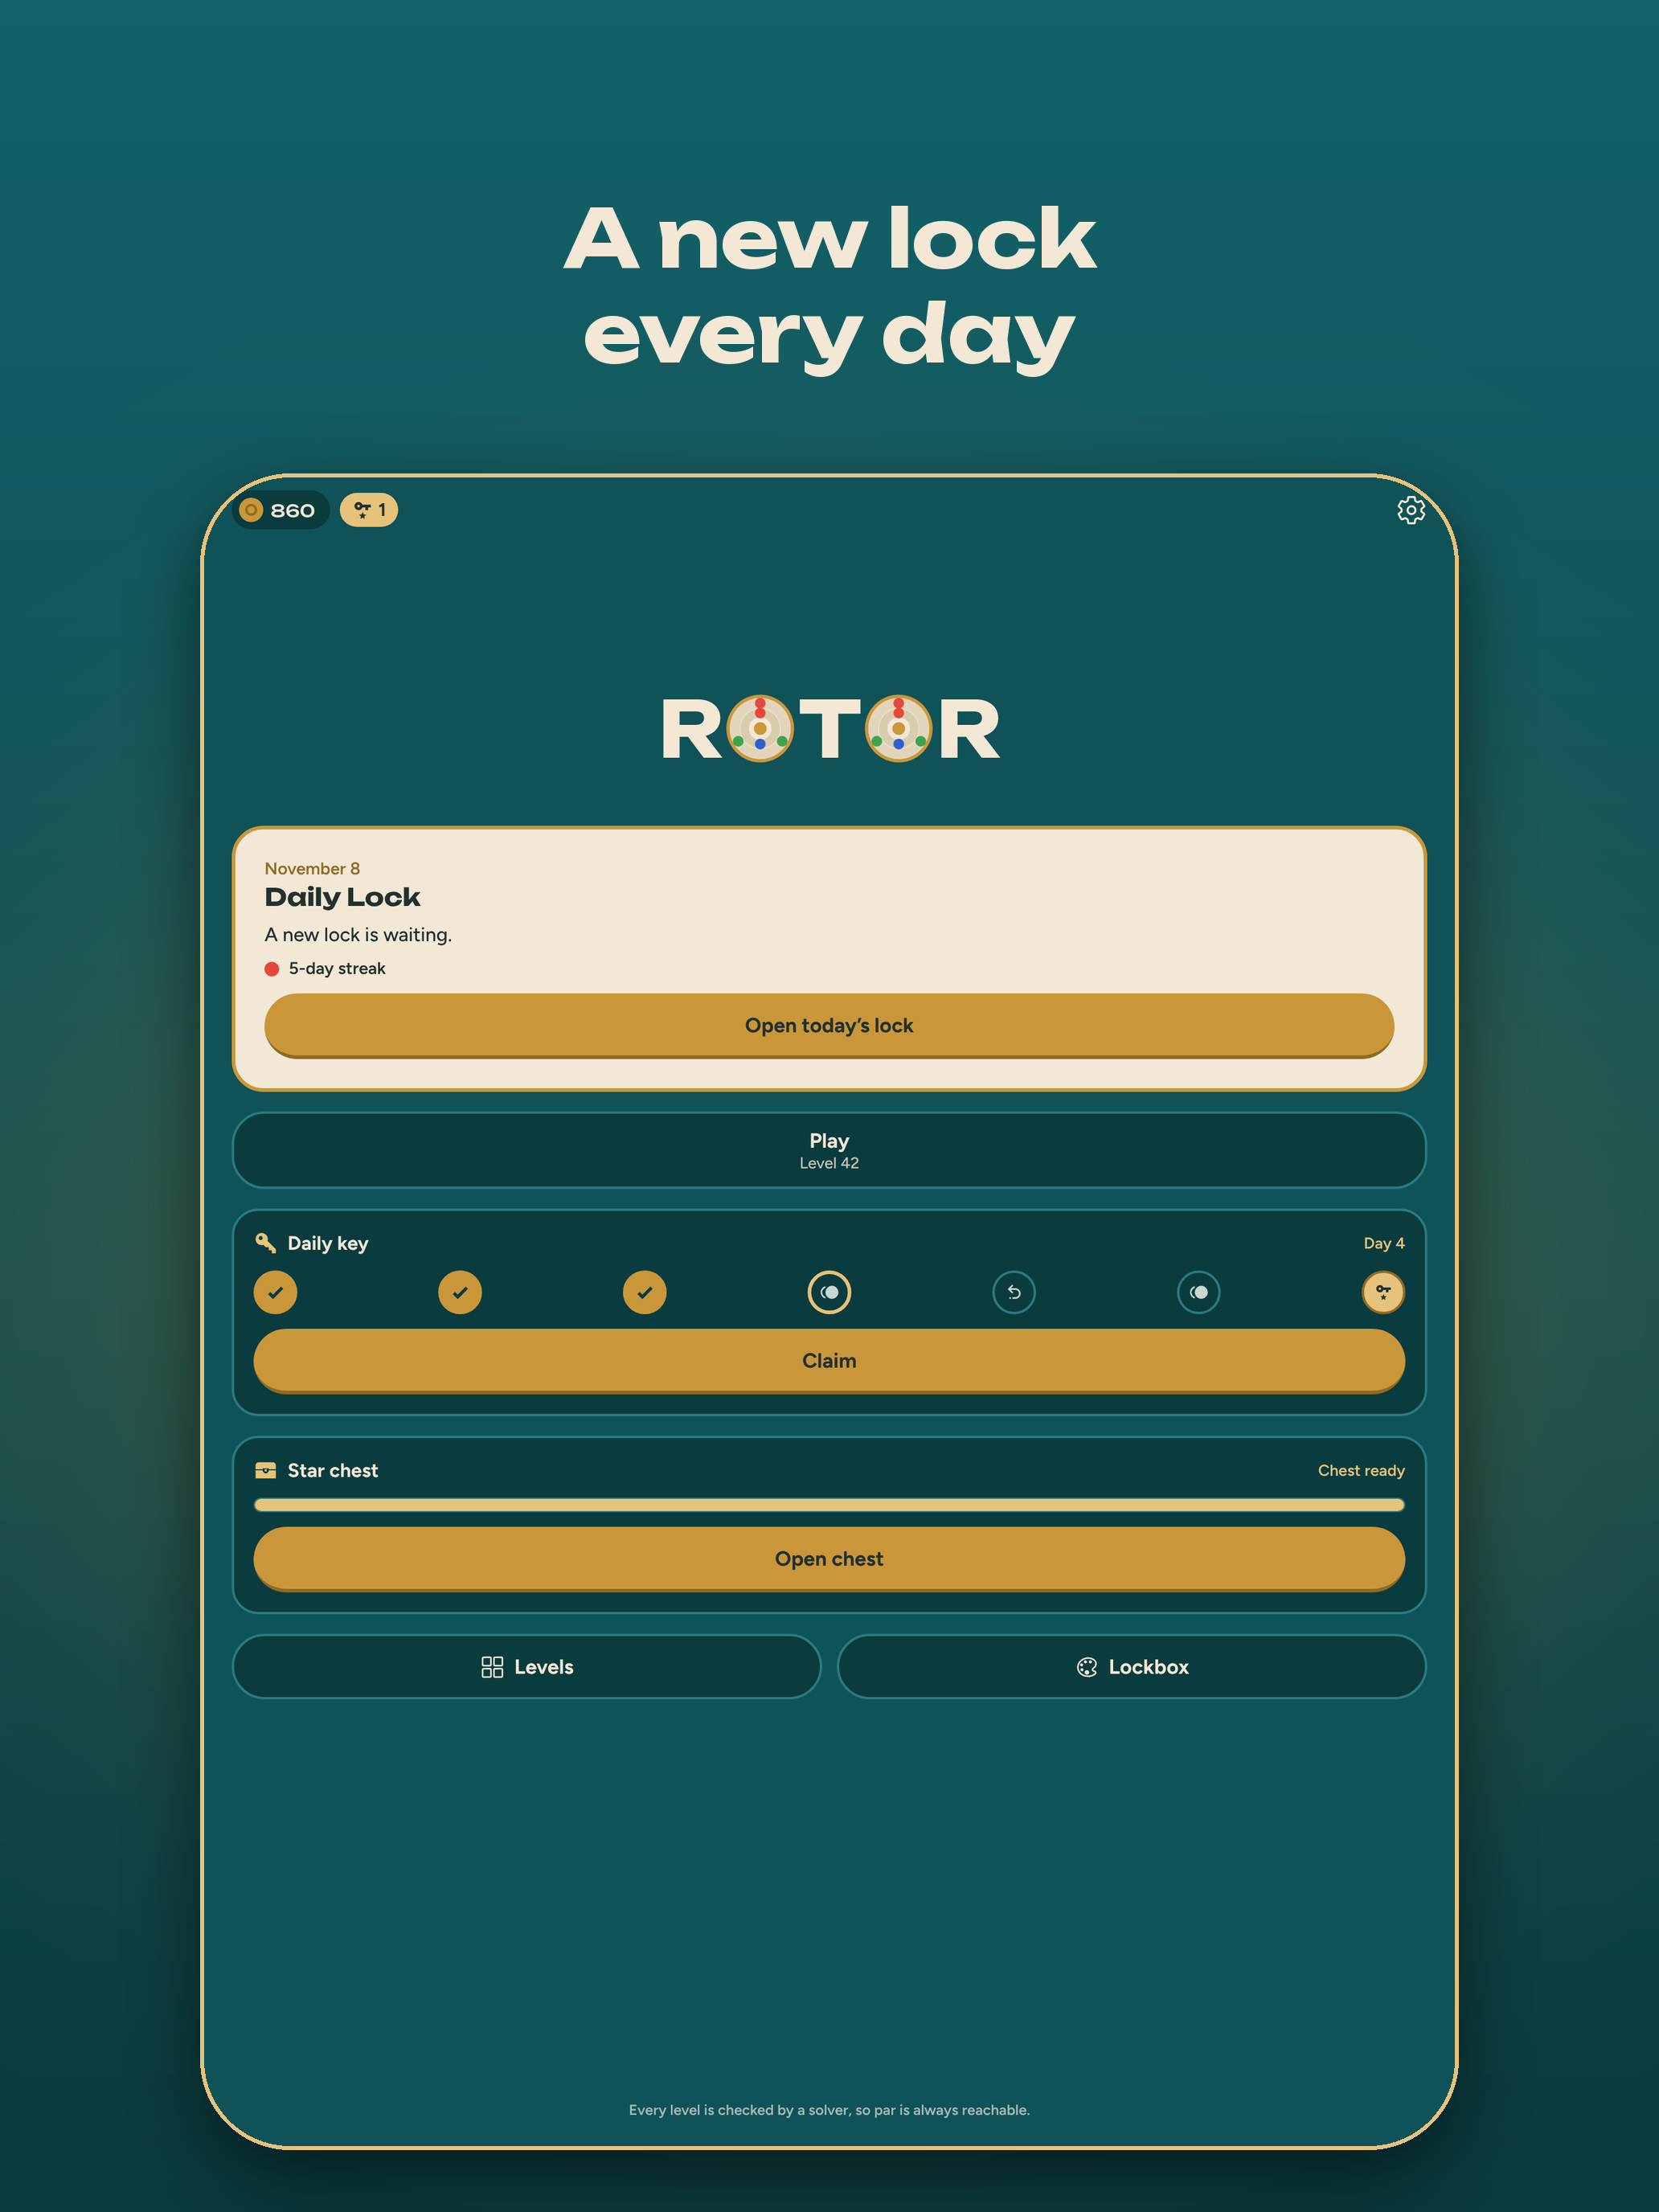 A new lock
every day
860
1
ROTOR
November 8
Daily Lock
A new lock is waiting.
5-day streak
Open today’s lock
Play
Level 42
Daily key
Day 4
Claim
Star chest
Chest ready
Open chest
Levels
Lockbox
Every level is checked by a solver, so par is always reachable.